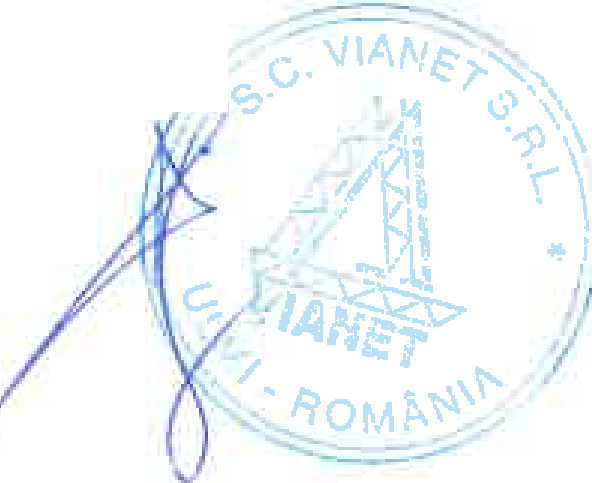 S.C. VIANET S.R.L. *
VIANET
- ROMÂNIA